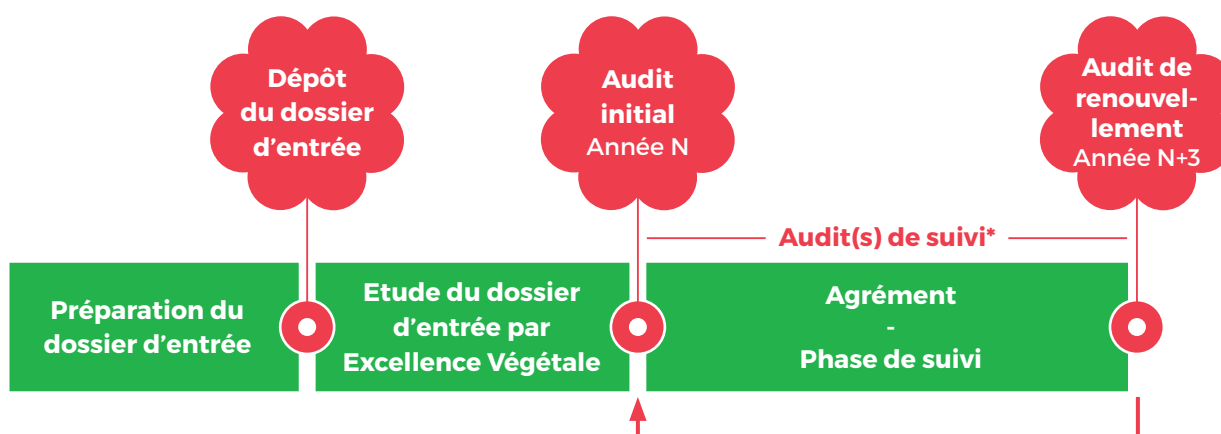 Dépôt
du dossier
d'entrée
Audit
initial
Année N
Audit de
renouvel-
lement
Année N+3
Audit(s) de suivi*
Préparation du
dossier d'entrée
Etude du dossier
d'entrée par
Excellence Végétale
Agrément
-
Phase de suivi